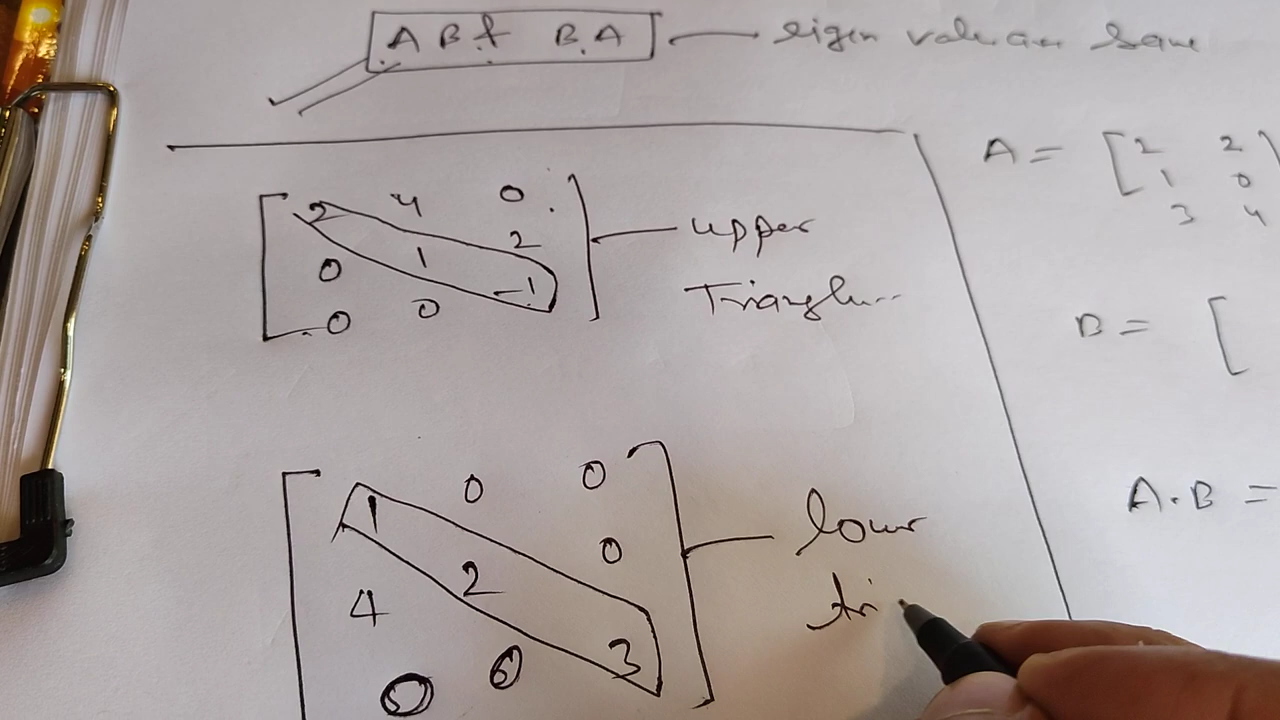 AB & B.A — eigen values same
A = [ 2 2
1 0
3 4
[ 2 4 0 ] — upper
0 1 2
0 0 -1
Triangle..
B = [
A.B =
[ 1 0 0 ] — lower
4 2 0
tri
5 6 3